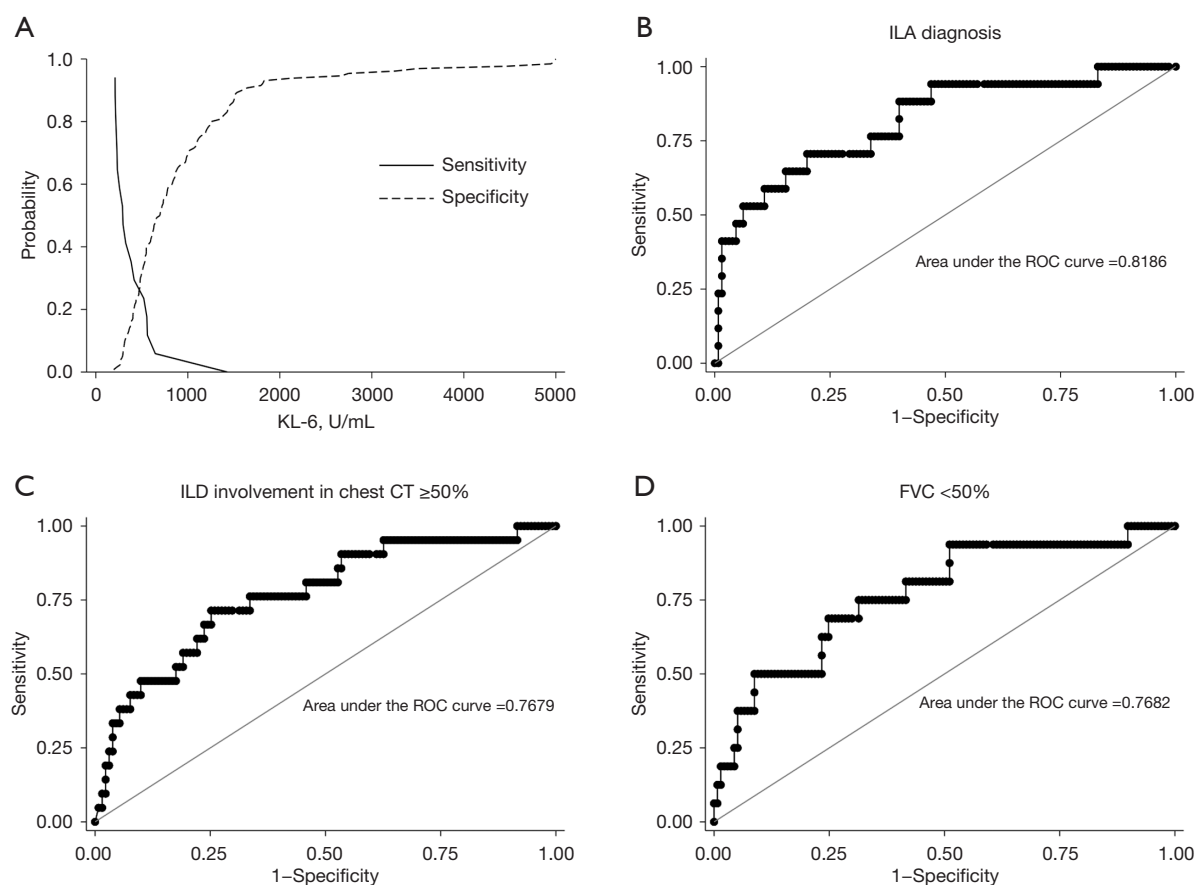 A
1.0
0.8
0.6
0.4
0.2
0.0
Probability
Sensitivity
Specificity
0 1000 2000 3000 4000 5000
KL-6, U/mL
B
ILA diagnosis
1.00
0.75
0.50
0.25
0.00
Sensitivity
Area under the ROC curve =0.8186
0.00 0.25 0.50 0.75 1.00
1–Specificity
C
ILD involvement in chest CT ≥50%
1.00
0.75
0.50
0.25
0.00
Sensitivity
Area under the ROC curve =0.7679
0.00 0.25 0.50 0.75 1.00
1–Specificity
D
FVC <50%
1.00
0.75
0.50
0.25
0.00
Sensitivity
Area under the ROC curve =0.7682
0.00 0.25 0.50 0.75 1.00
1–Specificity